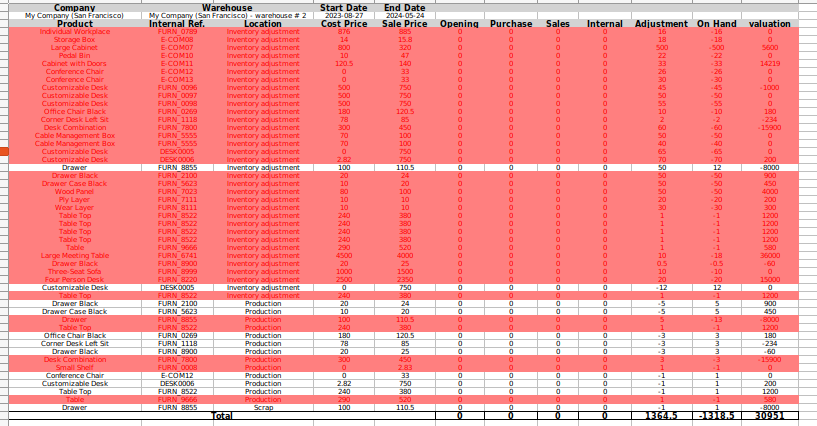 Company Warehouse Start Date End Date
My Company (San Francisco) My Company (San Francisco) - warehouse # 2 2023-08-27 2024-05-24
Product Internal Ref. Location Cost Price Sale Price Opening Purchase Sales Internal Adjustment On Hand valuation
Individual Workplace FURN_0789 Inventory adjustment 876 885 0 0 0 0 16 -16 0
Storage Box E-COM08 Inventory adjustment 14 15.8 0 0 0 0 18 -18 0
Large Cabinet E-COM07 Inventory adjustment 800 320 0 0 0 0 500 -500 5600
Pedal Bin E-COM10 Inventory adjustment 10 47 0 0 0 0 22 -22 0
Cabinet with Doors E-COM11 Inventory adjustment 120.5 140 0 0 0 0 33 -33 14219
Conference Chair E-COM12 Inventory adjustment 0 33 0 0 0 0 26 -26 0
Conference Chair E-COM13 Inventory adjustment 0 33 0 0 0 0 30 -30 0
Customizable Desk FURN_0096 Inventory adjustment 500 750 0 0 0 0 45 -45 -1000
Customizable Desk FURN_0097 Inventory adjustment 500 750 0 0 0 0 50 -50 0
Customizable Desk FURN_0098 Inventory adjustment 500 750 0 0 0 0 55 -55 0
Office Chair Black FURN_0269 Inventory adjustment 180 120.5 0 0 0 0 10 -10 180
Corner Desk Left Sit FURN_1118 Inventory adjustment 78 85 0 0 0 0 2 -2 -234
Desk Combination FURN_7800 Inventory adjustment 300 450 0 0 0 0 60 -60 -15900
Cable Management Box FURN_5555 Inventory adjustment 70 100 0 0 0 0 50 -50 0
Cable Management Box FURN_5555 Inventory adjustment 70 100 0 0 0 0 40 -40 0
Customizable Desk DESK0005 Inventory adjustment 0 750 0 0 0 0 65 -65 0
Customizable Desk DESK0006 Inventory adjustment 2.82 750 0 0 0 0 70 -70 200
Drawer FURN_8855 Inventory adjustment 100 110.5 0 0 0 0 50 12 -8000
Drawer Black FURN_2100 Inventory adjustment 20 24 0 0 0 0 50 -50 900
Drawer Case Black FURN_5623 Inventory adjustment 10 20 0 0 0 0 50 -50 450
Wood Panel FURN_7023 Inventory adjustment 80 100 0 0 0 0 50 -50 4000
Ply Layer FURN_7111 Inventory adjustment 10 10 0 0 0 0 20 -20 200
Wear Layer FURN_8111 Inventory adjustment 10 10 0 0 0 0 30 -30 300
Table Top FURN_8522 Inventory adjustment 240 380 0 0 0 0 1 -1 1200
Table Top FURN_8522 Inventory adjustment 240 380 0 0 0 0 1 -1 1200
Table Top FURN_8522 Inventory adjustment 240 380 0 0 0 0 1 -1 1200
Table Top FURN_8522 Inventory adjustment 240 380 0 0 0 0 1 -1 1200
Table FURN_9666 Inventory adjustment 290 520 0 0 0 0 1 -1 580
Large Meeting Table FURN_6741 Inventory adjustment 4500 4000 0 0 0 0 10 -18 36000
Drawer Black FURN_8900 Inventory adjustment 20 25 0 0 0 0 0.5 -0.5 -60
Three-Seat Sofa FURN_8999 Inventory adjustment 1000 1500 0 0 0 0 10 -10 0
Four Person Desk FURN_8220 Inventory adjustment 2500 2350 0 0 0 0 20 -20 15000
Customizable Desk DESK0005 Inventory adjustment 0 750 0 0 0 0 -12 12 0
Table Top FURN_8522 Inventory adjustment 240 380 0 0 0 0 1 -1 1200
Drawer Black FURN_2100 Production 20 24 0 0 0 0 -5 5 900
Drawer Case Black FURN_5623 Production 10 20 0 0 0 0 -5 5 450
Drawer FURN_8855 Production 100 110.5 0 0 0 0 5 -13 -8000
Table Top FURN_8522 Production 240 380 0 0 0 0 1 -1 1200
Office Chair Black FURN_0269 Production 180 120.5 0 0 0 0 -3 3 180
Corner Desk Left Sit FURN_1118 Production 78 85 0 0 0 0 -3 3 -234
Drawer Black FURN_8900 Production 20 25 0 0 0 0 -3 3 -60
Desk Combination FURN_7800 Production 300 450 0 0 0 0 3 -3 -15900
Small Shelf FURN_0008 Production 0 2.83 0 0 0 0 1 -1 0
Conference Chair E-COM12 Production 0 33 0 0 0 0 -1 1 0
Customizable Desk DESK0006 Production 2.82 750 0 0 0 0 -1 1 200
Table Top FURN_8522 Production 240 380 0 0 0 0 -1 1 1200
Table FURN_9666 Production 290 520 0 0 0 0 1 -1 580
Drawer FURN_8855 Scrap 100 110.5 0 0 0 0 -1 1 -8000
Total 0 0 0 0 1364.5 -1318.5 30951